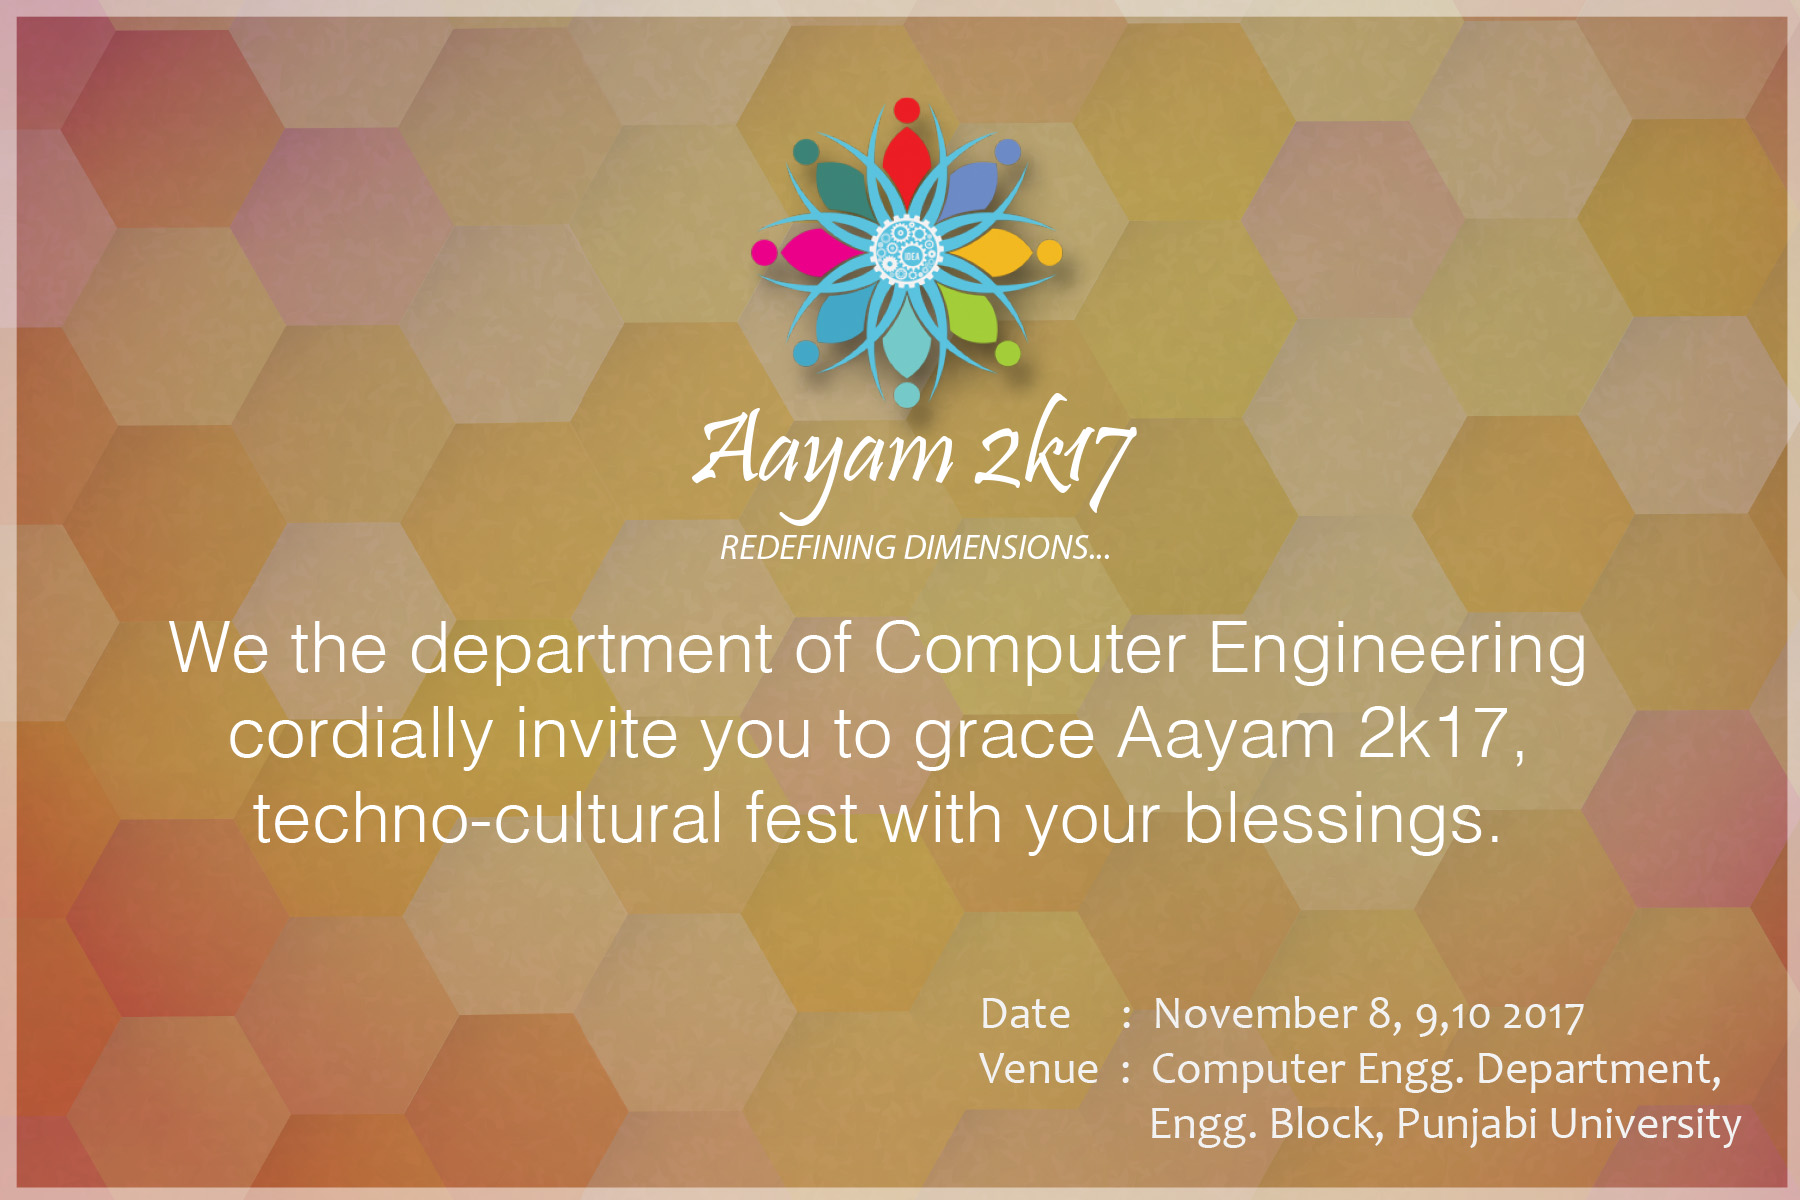 IDEA
Aayam 2k17
REDEFINING DIMENSIONS...
We the department of Computer Engineering
cordially invite you to grace Aayam 2k17,
techno-cultural fest with your blessings.
Date : November 8, 9,10 2017
Venue : Computer Engg. Department,
Engg. Block, Punjabi University